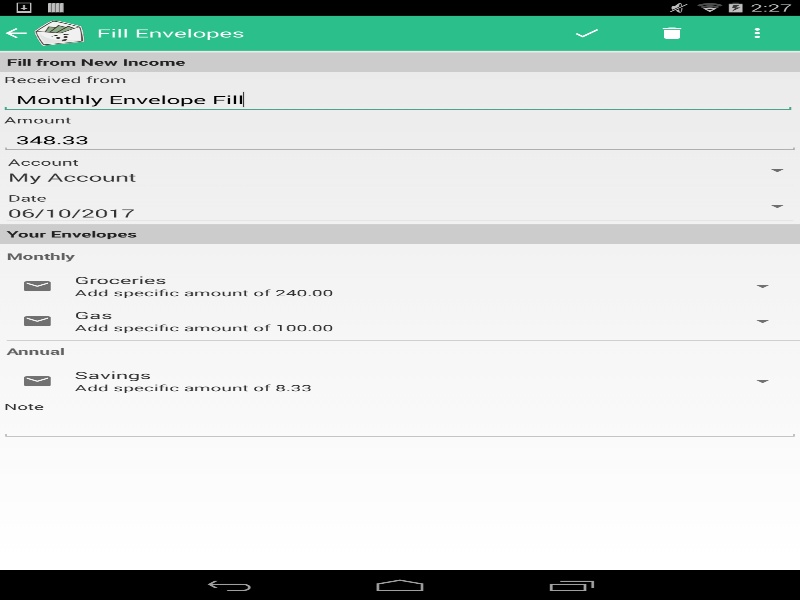 2:27
Fill Envelopes
Fill from New Income
Received from
Monthly Envelope Fill
Amount
348.33
Account
My Account
Date
06/10/2017
Your Envelopes
Monthly
Groceries
Add specific amount of 240.00
Gas
Add specific amount of 100.00
Annual
Savings
Add specific amount of 8.33
Note